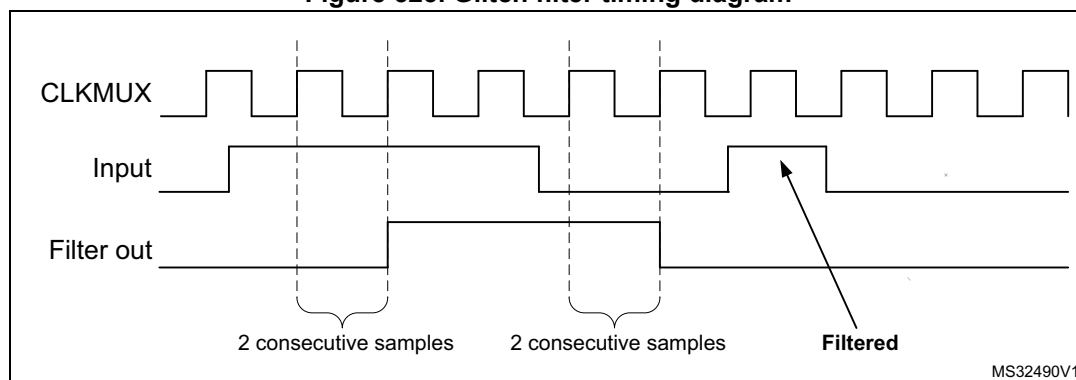 CLKMUX
Input
Filter out
2 consecutive samples
2 consecutive samples
Filtered
MS32490V1